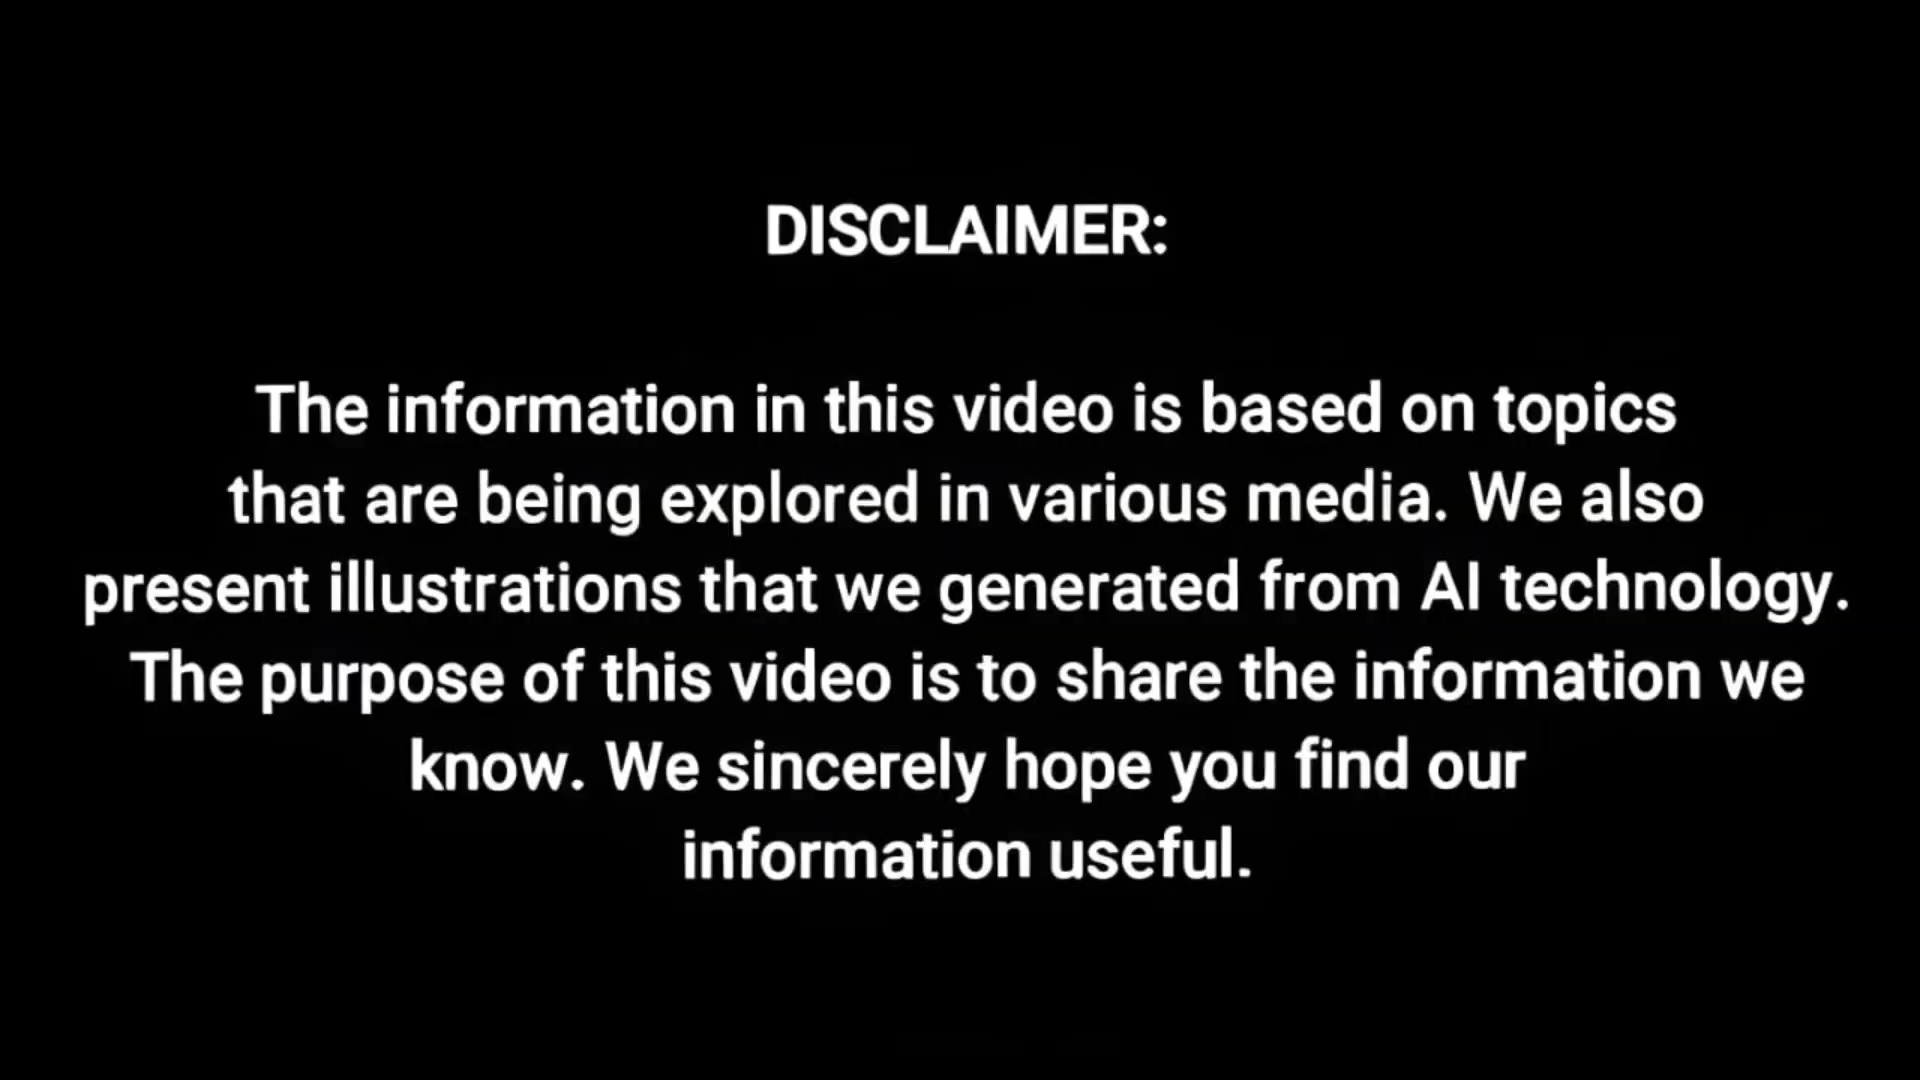 DISCLAIMER:
The information in this video is based on topics
that are being explored in various media. We also
present illustrations that we generated from AI technology.
The purpose of this video is to share the information we
know. We sincerely hope you find our
information useful.